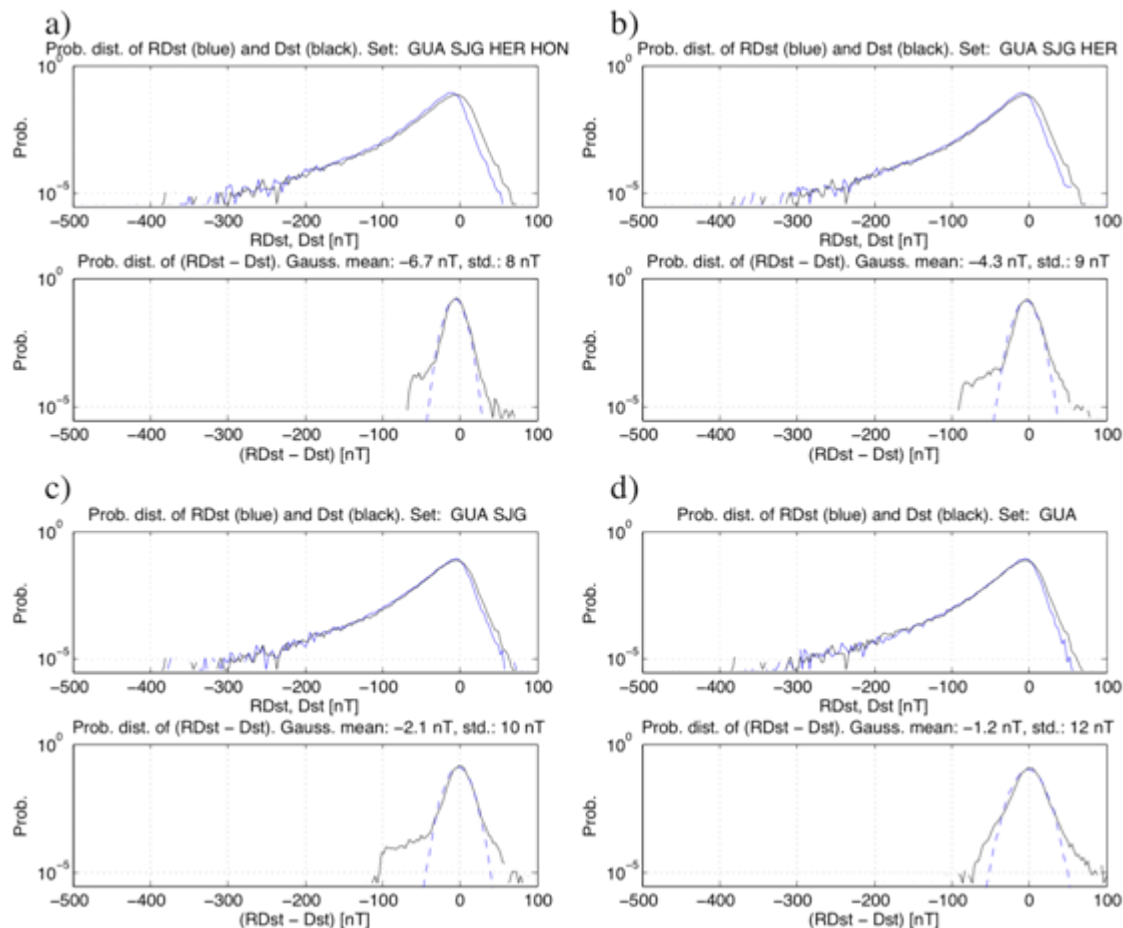 a)
Prob. dist. of RDst (blue) and Dst (black). Set: GUA SJG HER HON
10^0
Prob.
10^-5
−500 −400 −300 −200 −100 0 100
RDst, Dst [nT]
Prob. dist. of (RDst − Dst). Gauss. mean: −6.7 nT, std.: 8 nT
10^0
Prob.
10^-5
−500 −400 −300 −200 −100 0 100
(RDst − Dst) [nT]
b)
Prob. dist. of RDst (blue) and Dst (black). Set: GUA SJG HER
10^0
Prob.
10^-5
−500 −400 −300 −200 −100 0 100
RDst, Dst [nT]
Prob. dist. of (RDst − Dst). Gauss. mean: −4.3 nT, std.: 9 nT
10^0
Prob.
10^-5
−500 −400 −300 −200 −100 0 100
(RDst − Dst) [nT]
c)
Prob. dist. of RDst (blue) and Dst (black). Set: GUA SJG
10^0
Prob.
10^-5
−500 −400 −300 −200 −100 0 100
RDst, Dst [nT]
Prob. dist. of (RDst − Dst). Gauss. mean: −2.1 nT, std.: 10 nT
10^0
Prob.
10^-5
−500 −400 −300 −200 −100 0 100
(RDst − Dst) [nT]
d)
Prob. dist. of RDst (blue) and Dst (black). Set: GUA
10^0
Prob.
10^-5
−500 −400 −300 −200 −100 0 100
RDst, Dst [nT]
Prob. dist. of (RDst − Dst). Gauss. mean: −1.2 nT, std.: 12 nT
10^0
Prob.
10^-5
−500 −400 −300 −200 −100 0 100
(RDst − Dst) [nT]